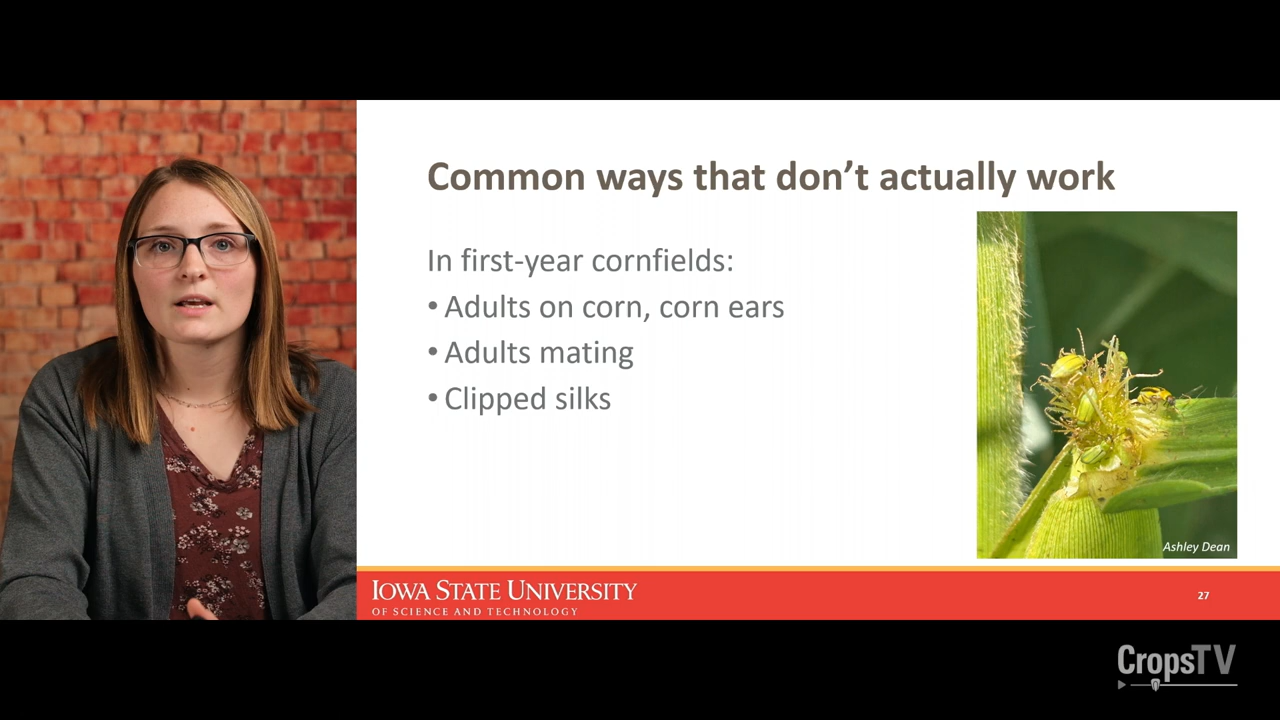 Common ways that don't actually work
In first-year cornfields:
• Adults on corn, corn ears
• Adults mating
• Clipped silks
Ashley Dean
IOWA STATE UNIVERSITY
OF SCIENCE AND TECHNOLOGY
27
CropsTV